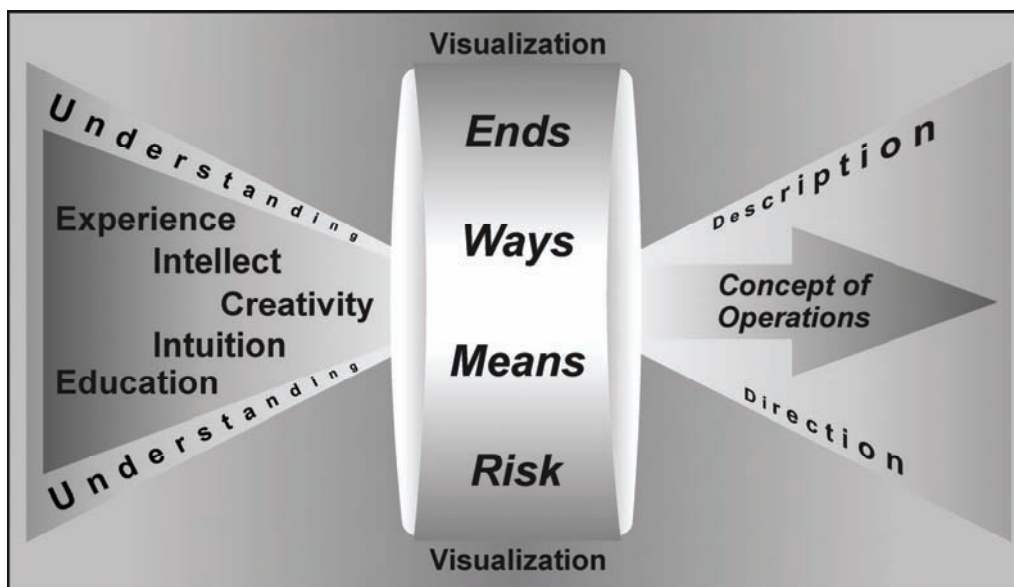 Visualization
Understanding
Experience
Intellect
Creativity
Intuition
Education
Understanding
Ends
Ways
Means
Risk
Description
Concept of
Operations
Direction
Visualization